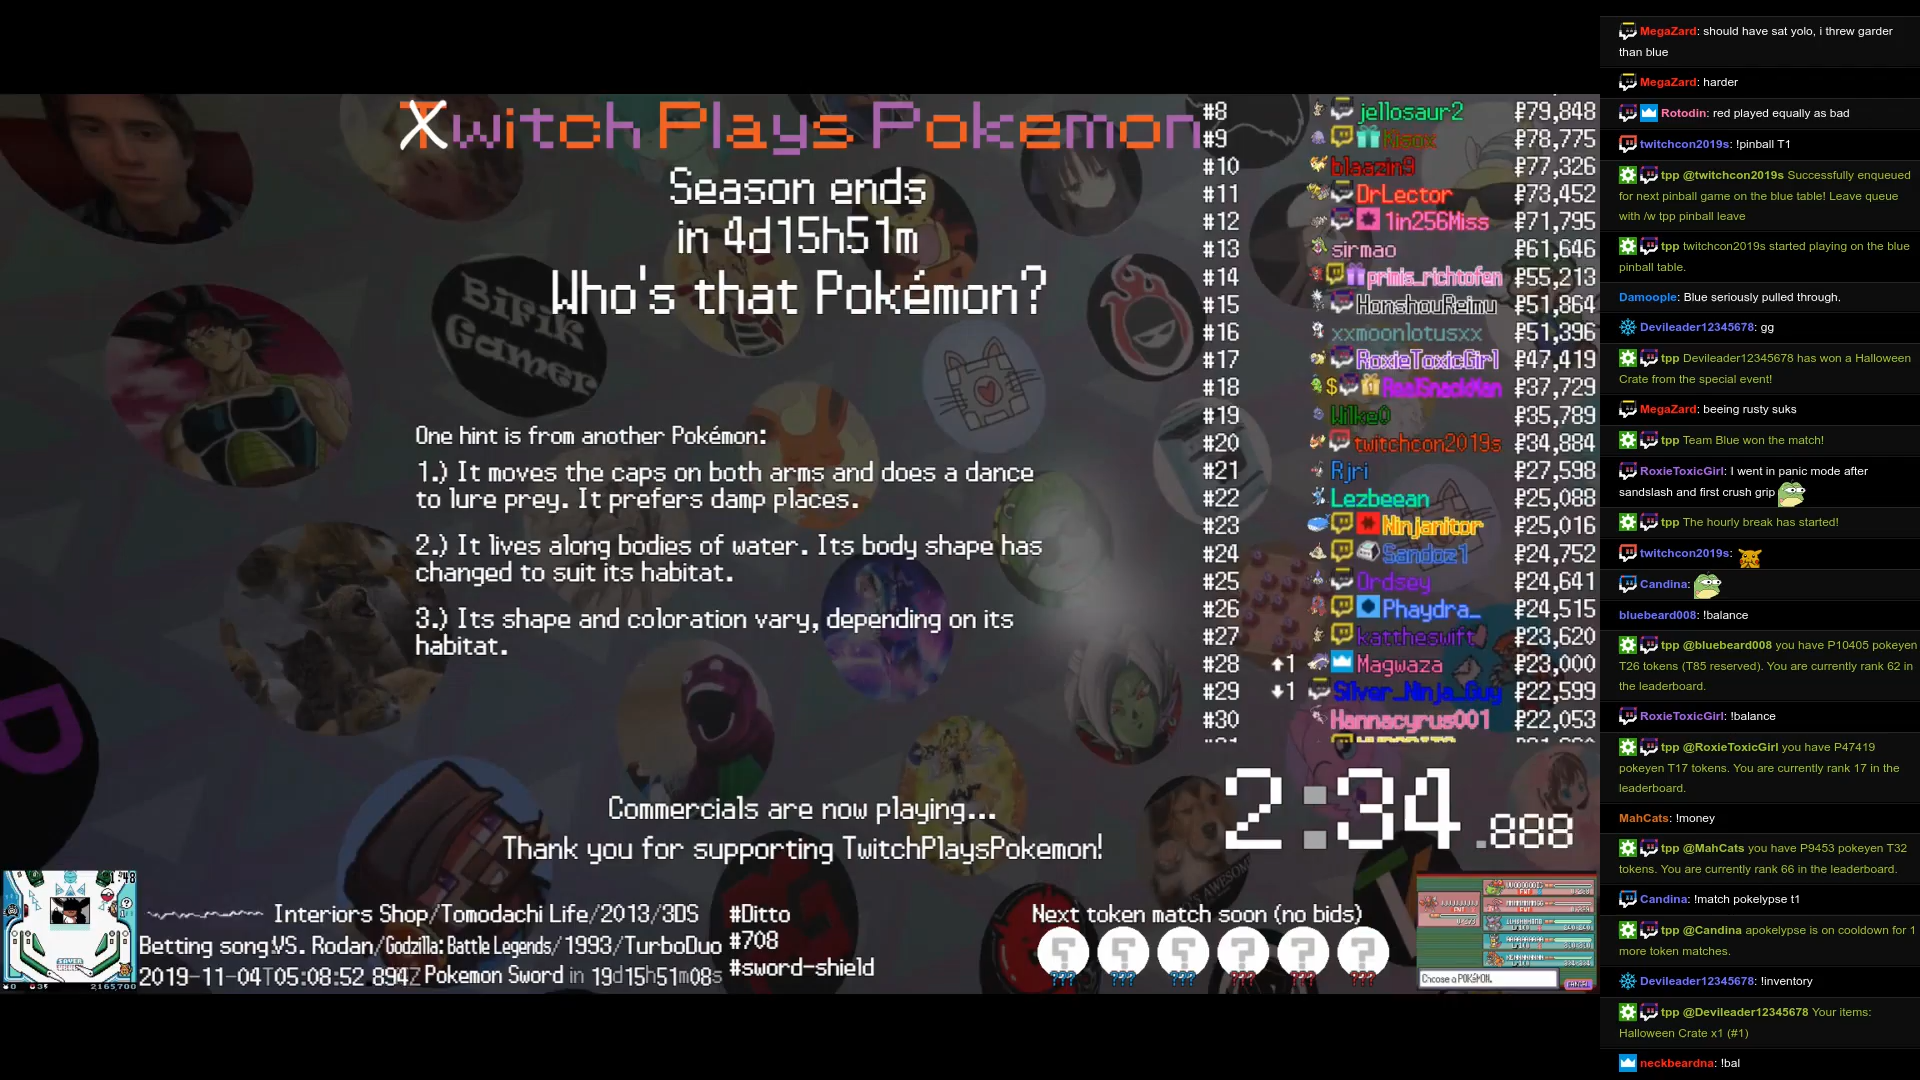 Twitch Plays Pokemon
Season ends
in 4d15h51m
Who's that Pokémon?
BiFik
Gamer
One hint is from another Pokémon:
1.) It moves the caps on both arms and does a dance
to lure prey. It prefers damp places.
2.) It lives along bodies of water. Its body shape has
changed to suit its habitat.
3.) Its shape and coloration vary, depending on its
habitat.
Commercials are now playing...
Thank you for supporting TwitchPlaysPokemon!
#8 jellosaur2 ₽79,848
#9 Misox ₽78,775
#10 blaazin9 ₽77,326
#11 DrLector ₽73,452
#12 1in256Miss ₽71,795
#13 sirmao ₽61,646
#14 primis_richtofen ₽55,213
#15 HonshouReimu ₽51,864
#16 xxmoonlotusxx ₽51,396
#17 RoxieToxicGirl ₽47,419
#18 RealSnackMan ₽37,729
#19 Wilke0 ₽35,789
#20 twitchcon2019s ₽34,884
#21 Rjri ₽27,598
#22 Lezbeean ₽25,088
#23 Ninjanitor ₽25,016
#24 Sandoz1 ₽24,752
#25 Ordsey ₽24,641
#26 Phaydra_ ₽24,515
#27 kattheswift ₽23,620
#28 ↑1 Magwaza ₽23,000
#29 ↓1 Silver_Ninja_Guy ₽22,599
#30 Hannacyrus001 ₽22,053
2:34.888
1:48
2165700
Interiors Shop/Tomodachi Life/2013/3DS
Betting song VS. Rodan/Godzilla: Battle Legends/1993/TurboDuo
2019-11-04T05:08:52.894Z Pokemon Sword in 19d15h51m08s
#Ditto
#708
#sword-shield
Next token match soon (no bids)
??? ??? ??? ??? ??? ???
Choose a POKéMON.
CANCEL
MegaZard: should have sat yolo, i threw garder
than blue
MegaZard: harder
Rotodin: red played equally as bad
twitchcon2019s: !pinball T1
tpp @twitchcon2019s Successfully enqueued
for next pinball game on the blue table! Leave queue
with /w tpp pinball leave
tpp twitchcon2019s started playing on the blue
pinball table.
Damoople: Blue seriously pulled through.
Devileader12345678: gg
tpp Devileader12345678 has won a Halloween
Crate from the special event!
MegaZard: beeing rusty suks
tpp Team Blue won the match!
RoxieToxicGirl: I went in panic mode after
sandslash and first crush grip
tpp The hourly break has started!
twitchcon2019s:
Candina:
bluebeard008: !balance
tpp @bluebeard008 you have P10405 pokeyen
T26 tokens (T85 reserved). You are currently rank 62 in
the leaderboard.
RoxieToxicGirl: !balance
tpp @RoxieToxicGirl you have P47419
pokeyen T17 tokens. You are currently rank 17 in the
leaderboard.
MahCats: !money
tpp @MahCats you have P9453 pokeyen T32
tokens. You are currently rank 66 in the leaderboard.
Candina: !match pokelypse t1
tpp @Candina apokelypse is on cooldown for 1
more token matches.
Devileader12345678: !inventory
tpp @Devileader12345678 Your items:
Halloween Crate x1 (#1)
neckbeardna: !bal